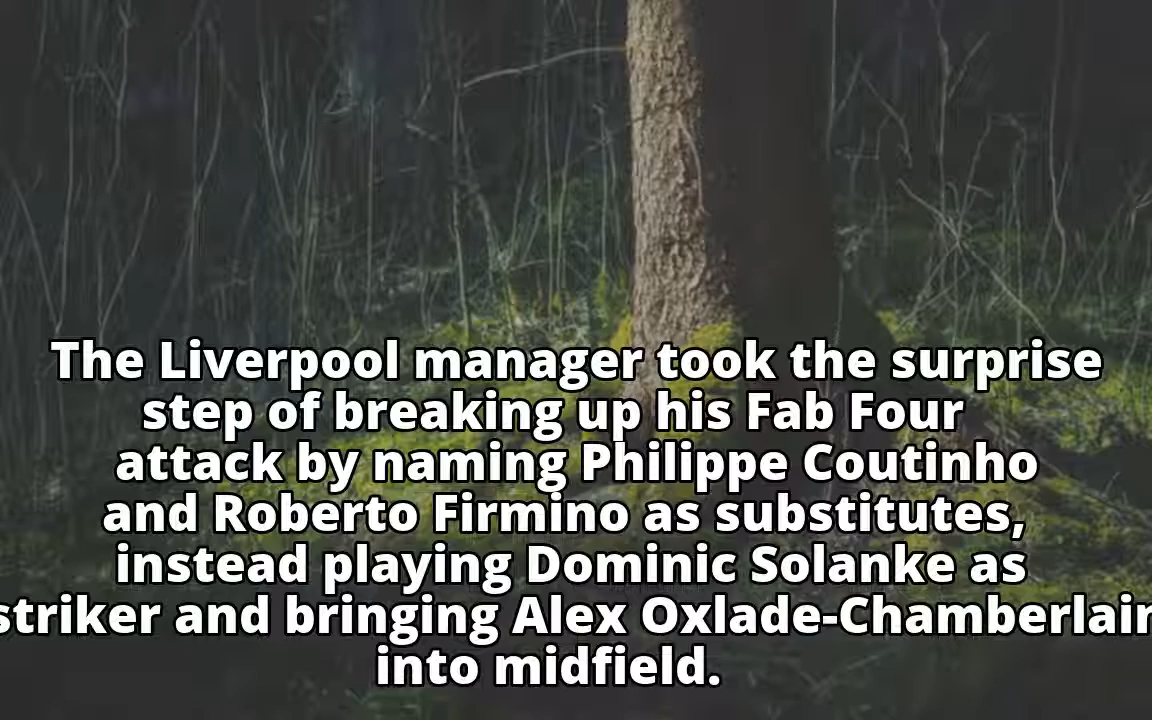 The Liverpool manager took the surprise
step of breaking up his Fab Four
attack by naming Philippe Coutinho
and Roberto Firmino as substitutes,
instead playing Dominic Solanke as
striker and bringing Alex Oxlade-Chamberlain
into midfield.